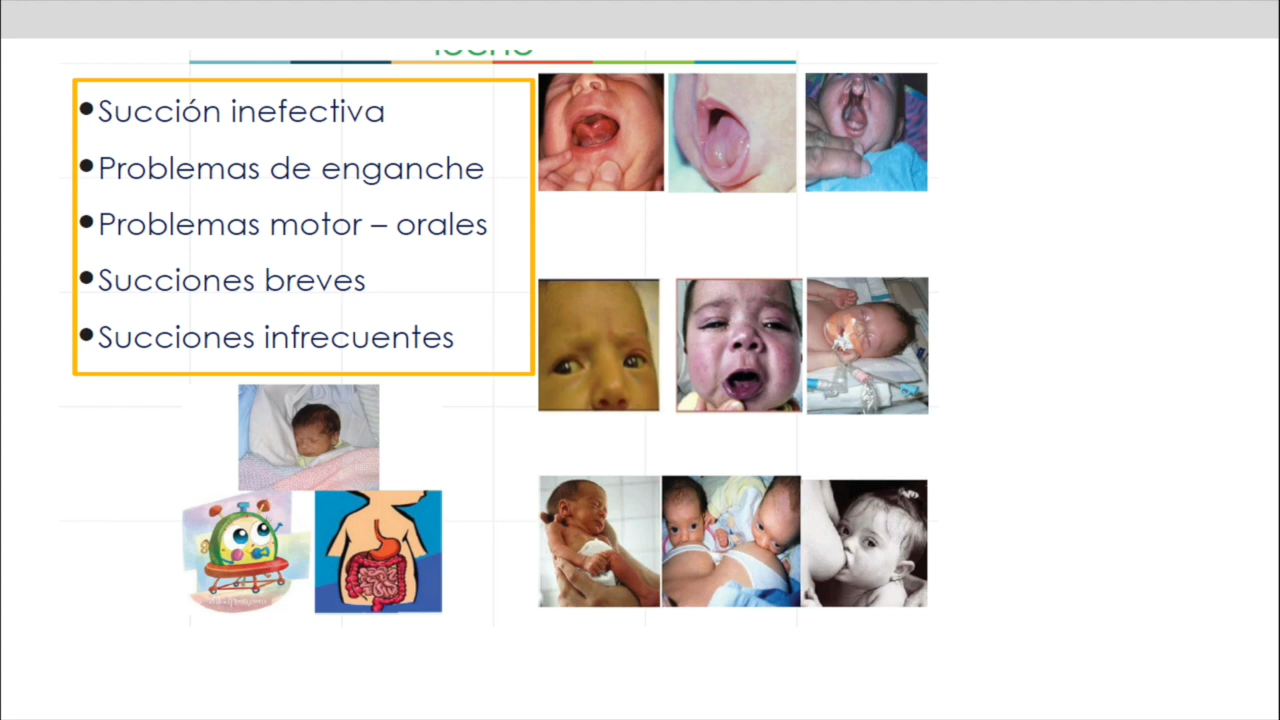 • Succión inefectiva
• Problemas de enganche
• Problemas motor – orales
• Succiones breves
• Succiones infrecuentes